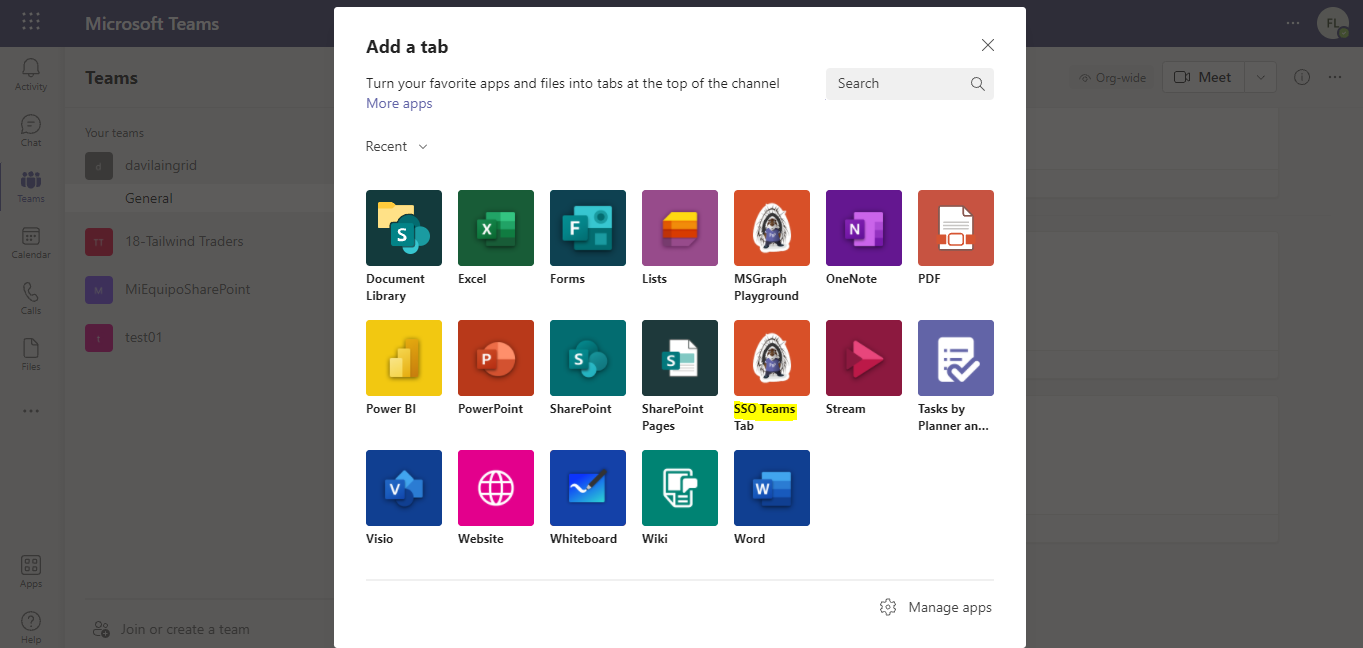 Microsoft Teams
FL
Activity
Chat
Teams
Calendar
Calls
Files
Apps
Help
Teams
Your teams
d
davilaingrid
General
TT
18-Tailwind Traders
M
MiEquipoSharePoint
t
test01
Join or create a team
Org-wide
Meet
Add a tab
Turn your favorite apps and files into tabs at the top of the channel
More apps
Search
Recent
S
X
F
N
Document
Library
Excel
Forms
Lists
MSGraph
Playground
OneNote
PDF
P
S
S
Power BI
PowerPoint
SharePoint
SharePoint
Pages
SSO Teams
Tab
Stream
Tasks by
Planner an...
V
W
Visio
Website
Whiteboard
Wiki
Word
Manage apps